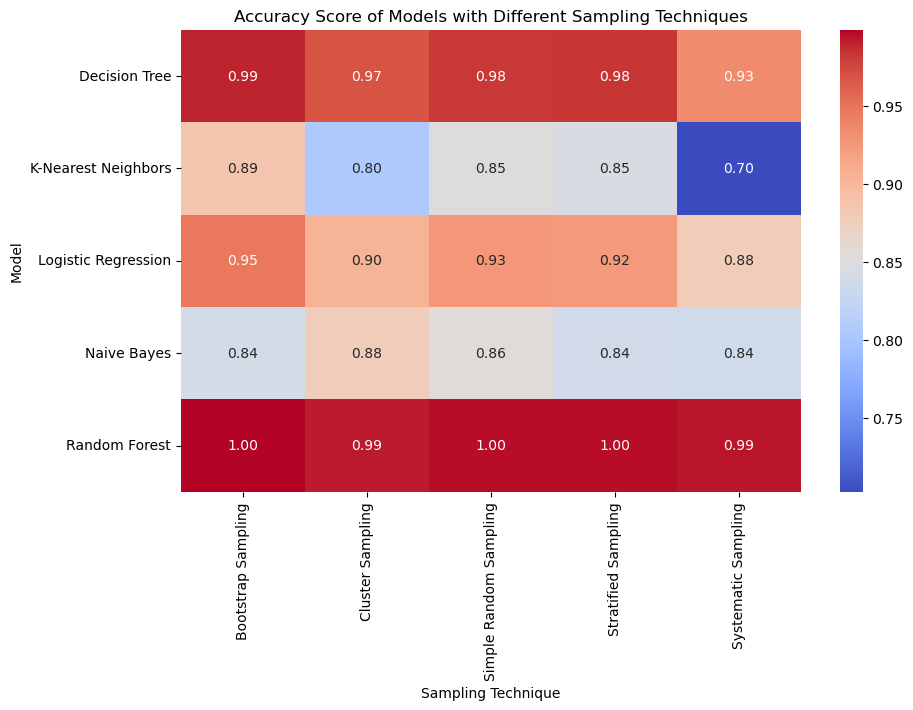 Accuracy Score of Models with Different Sampling Techniques
Model
Decision Tree 0.99 0.97 0.98 0.98 0.93
K-Nearest Neighbors 0.89 0.80 0.85 0.85 0.70
Logistic Regression 0.95 0.90 0.93 0.92 0.88
Naive Bayes 0.84 0.88 0.86 0.84 0.84
Random Forest 1.00 0.99 1.00 1.00 0.99
Bootstrap Sampling
Cluster Sampling
Simple Random Sampling
Stratified Sampling
Systematic Sampling
Sampling Technique
0.95
0.90
0.85
0.80
0.75